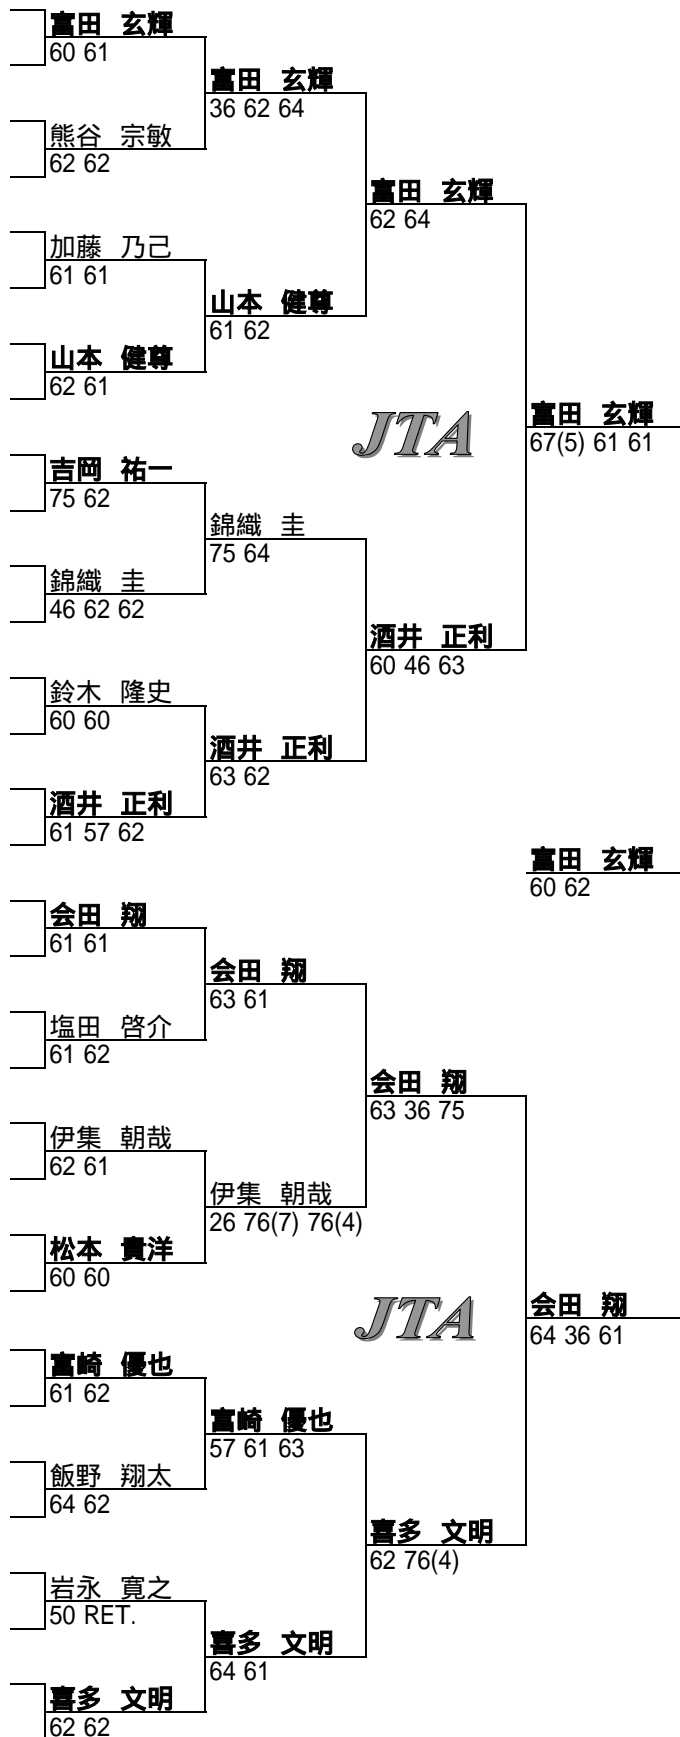 富田 玄輝
60 61
富田 玄輝
36 62 64
熊谷 宗敏
62 62
富田 玄輝
62 64
加藤 乃己
61 61
山本 健尊
61 62
山本 健尊
62 61
富田 玄輝
67(5) 61 61
JTA
吉岡 祐一
75 62
錦織 圭
75 64
錦織 圭
46 62 62
酒井 正利
60 46 63
鈴木 隆史
60 60
酒井 正利
63 62
酒井 正利
61 57 62
富田 玄輝
60 62
会田 翔
61 61
会田 翔
63 61
塩田 啓介
61 62
会田 翔
63 36 75
伊集 朝哉
62 61
伊集 朝哉
26 76(7) 76(4)
松本 貴洋
60 60
会田 翔
64 36 61
JTA
富崎 優也
61 62
富崎 優也
57 61 63
飯野 翔太
64 62
喜多 文明
62 76(4)
岩永 寛之
50 RET.
喜多 文明
64 61
喜多 文明
62 62